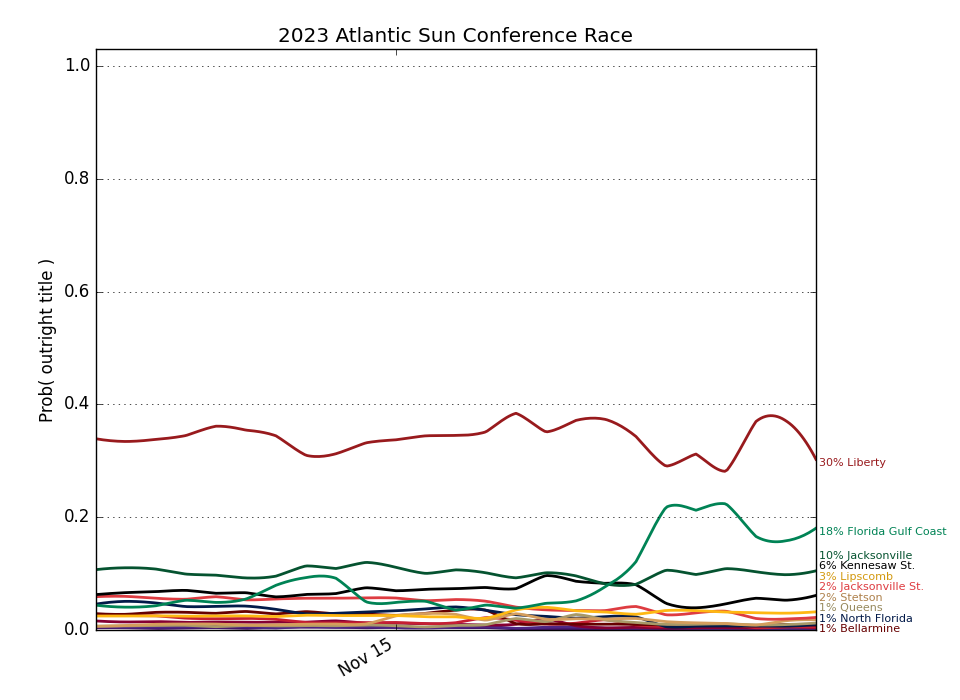 2023 Atlantic Sun Conference Race
Prob( outright title )
1.0
0.8
0.6
0.4
0.2
0.0
Nov 15
30% Liberty
18% Florida Gulf Coast
10% Jacksonville
6% Kennesaw St.
3% Lipscomb
2% Jacksonville St.
2% Stetson
1% Queens
1% North Florida
1% Bellarmine